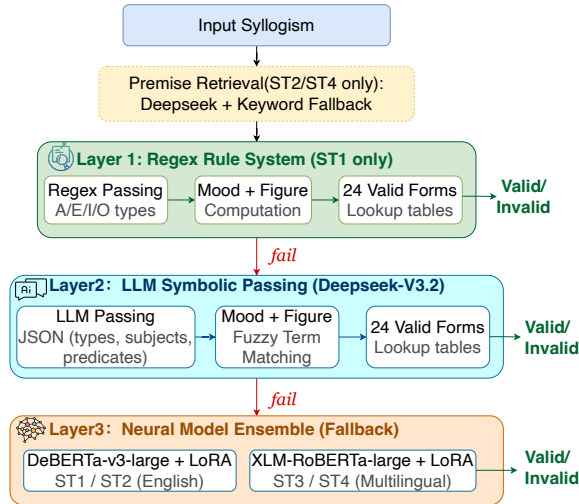 Input Syllogism
Premise Retrieval(ST2/ST4 only):
Deepseek + Keyword Fallback
Layer 1: Regex Rule System (ST1 only)
Regex Passing
A/E/I/O types
Mood + Figure
Computation
24 Valid Forms
Lookup tables
Valid/
Invalid
fail
Ai
Layer2: LLM Symbolic Passing (Deepseek-V3.2)
LLM Passing
JSON (types, subjects,
predicates)
Mood + Figure
Fuzzy Term
Matching
24 Valid Forms
Lookup tables
Valid/
Invalid
fail
Layer3: Neural Model Ensemble (Fallback)
DeBERTa-v3-large + LoRA
ST1 / ST2 (English)
XLM-RoBERTa-large + LoRA
ST3 / ST4 (Multilingual)
Valid/
Invalid